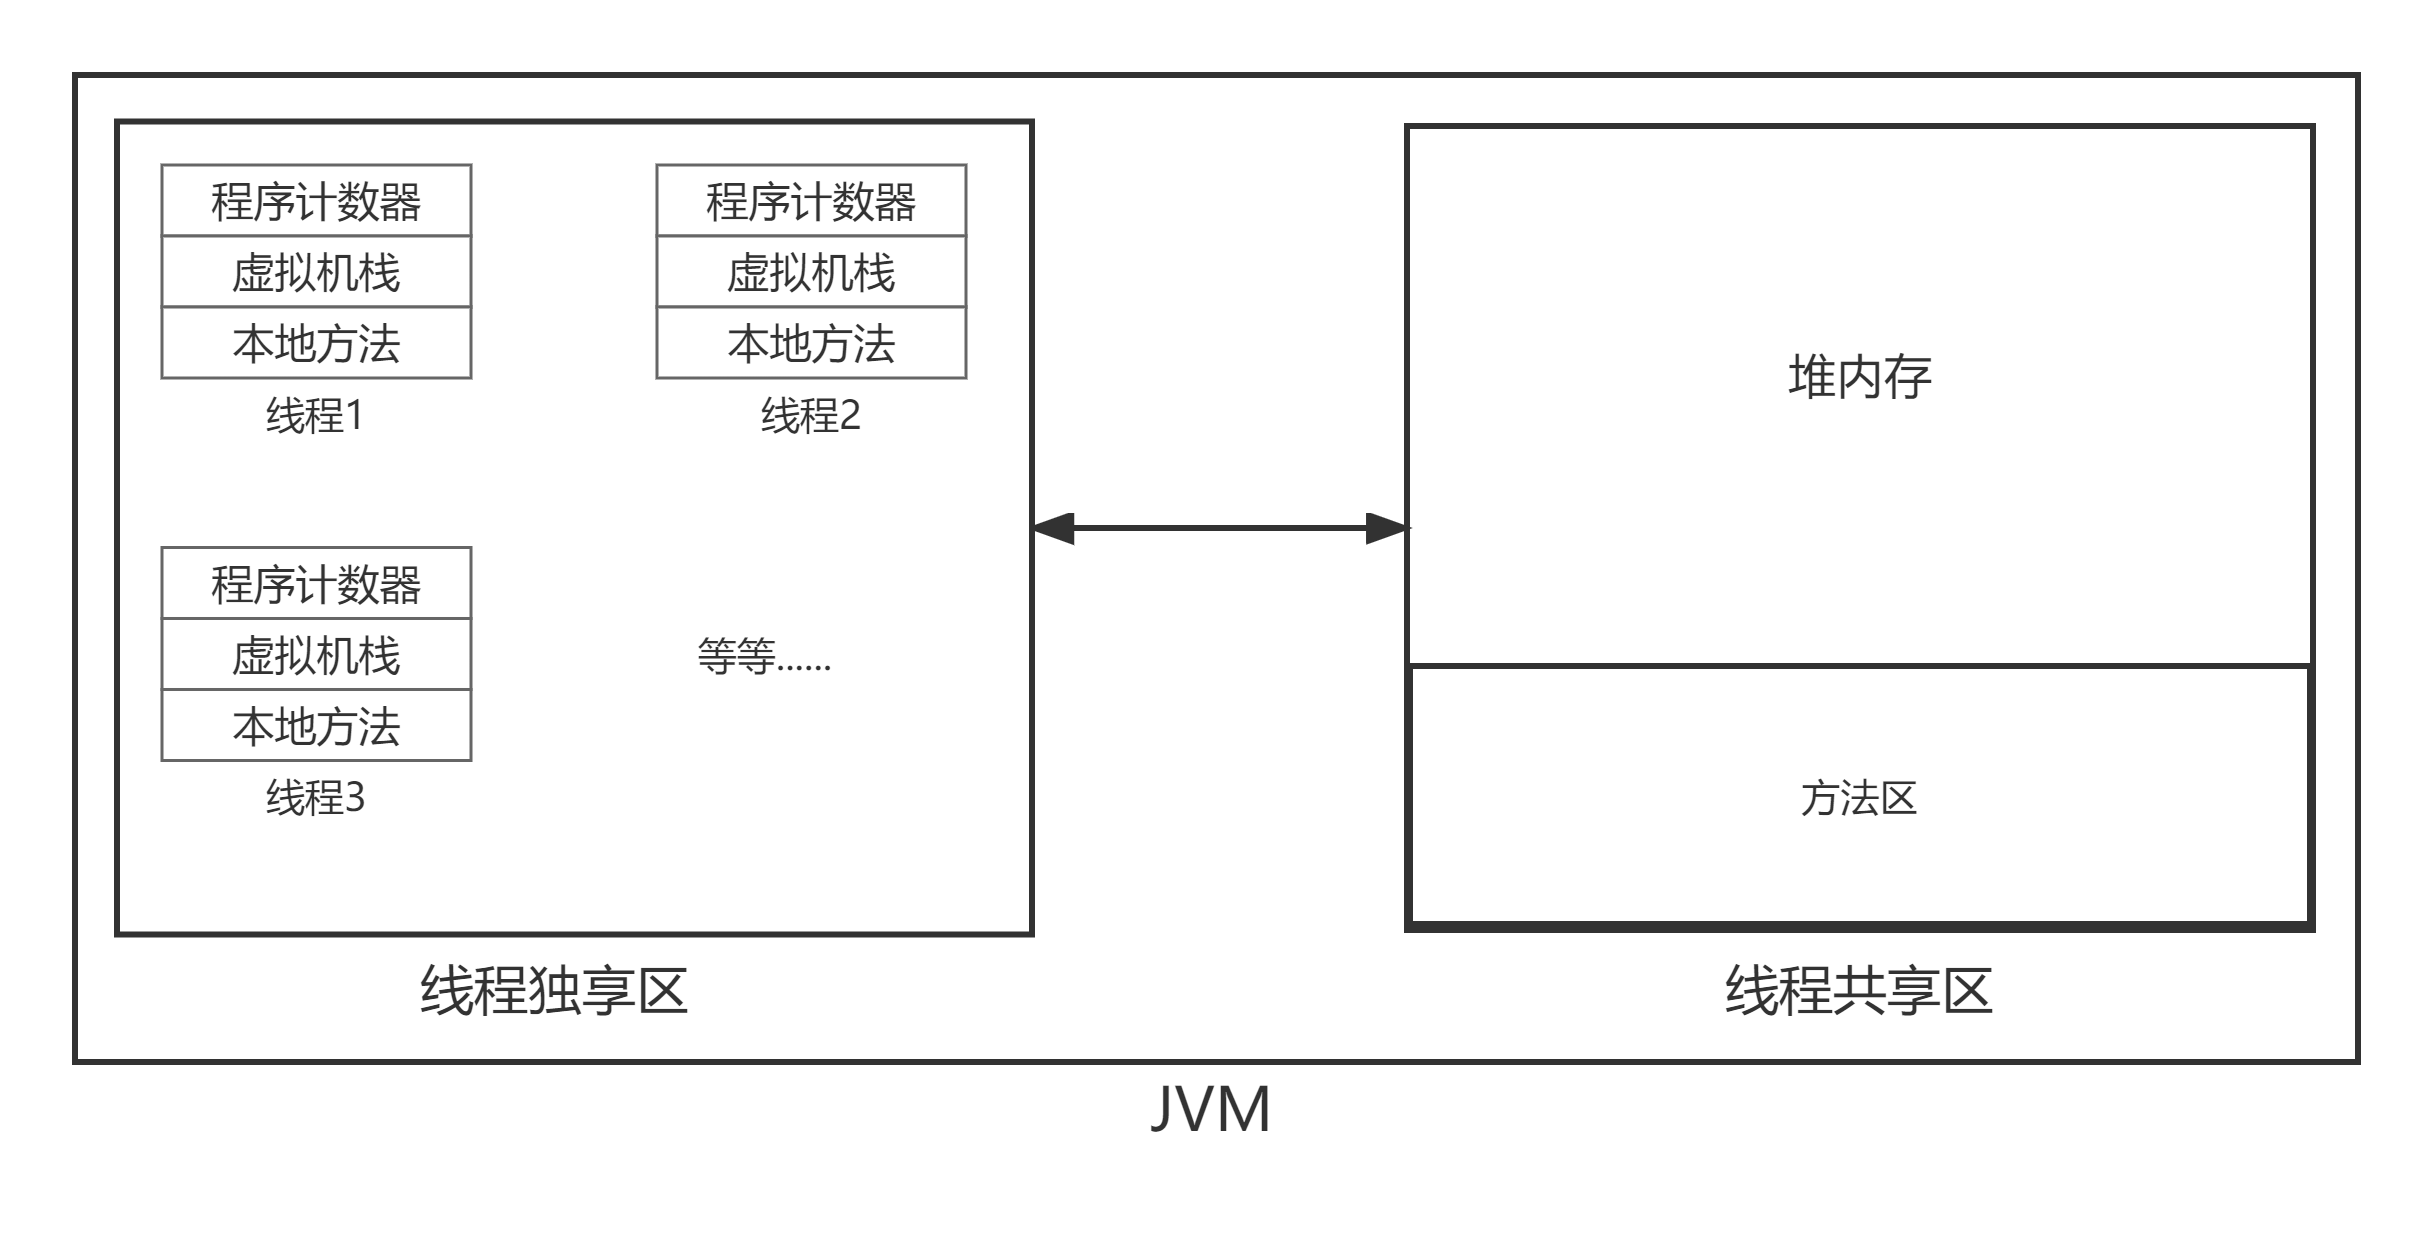 程序计数器
虚拟机栈
本地方法
线程1
程序计数器
虚拟机栈
本地方法
线程2
程序计数器
虚拟机栈
本地方法
线程3
等等......
线程独享区
堆内存
方法区
线程共享区
JVM